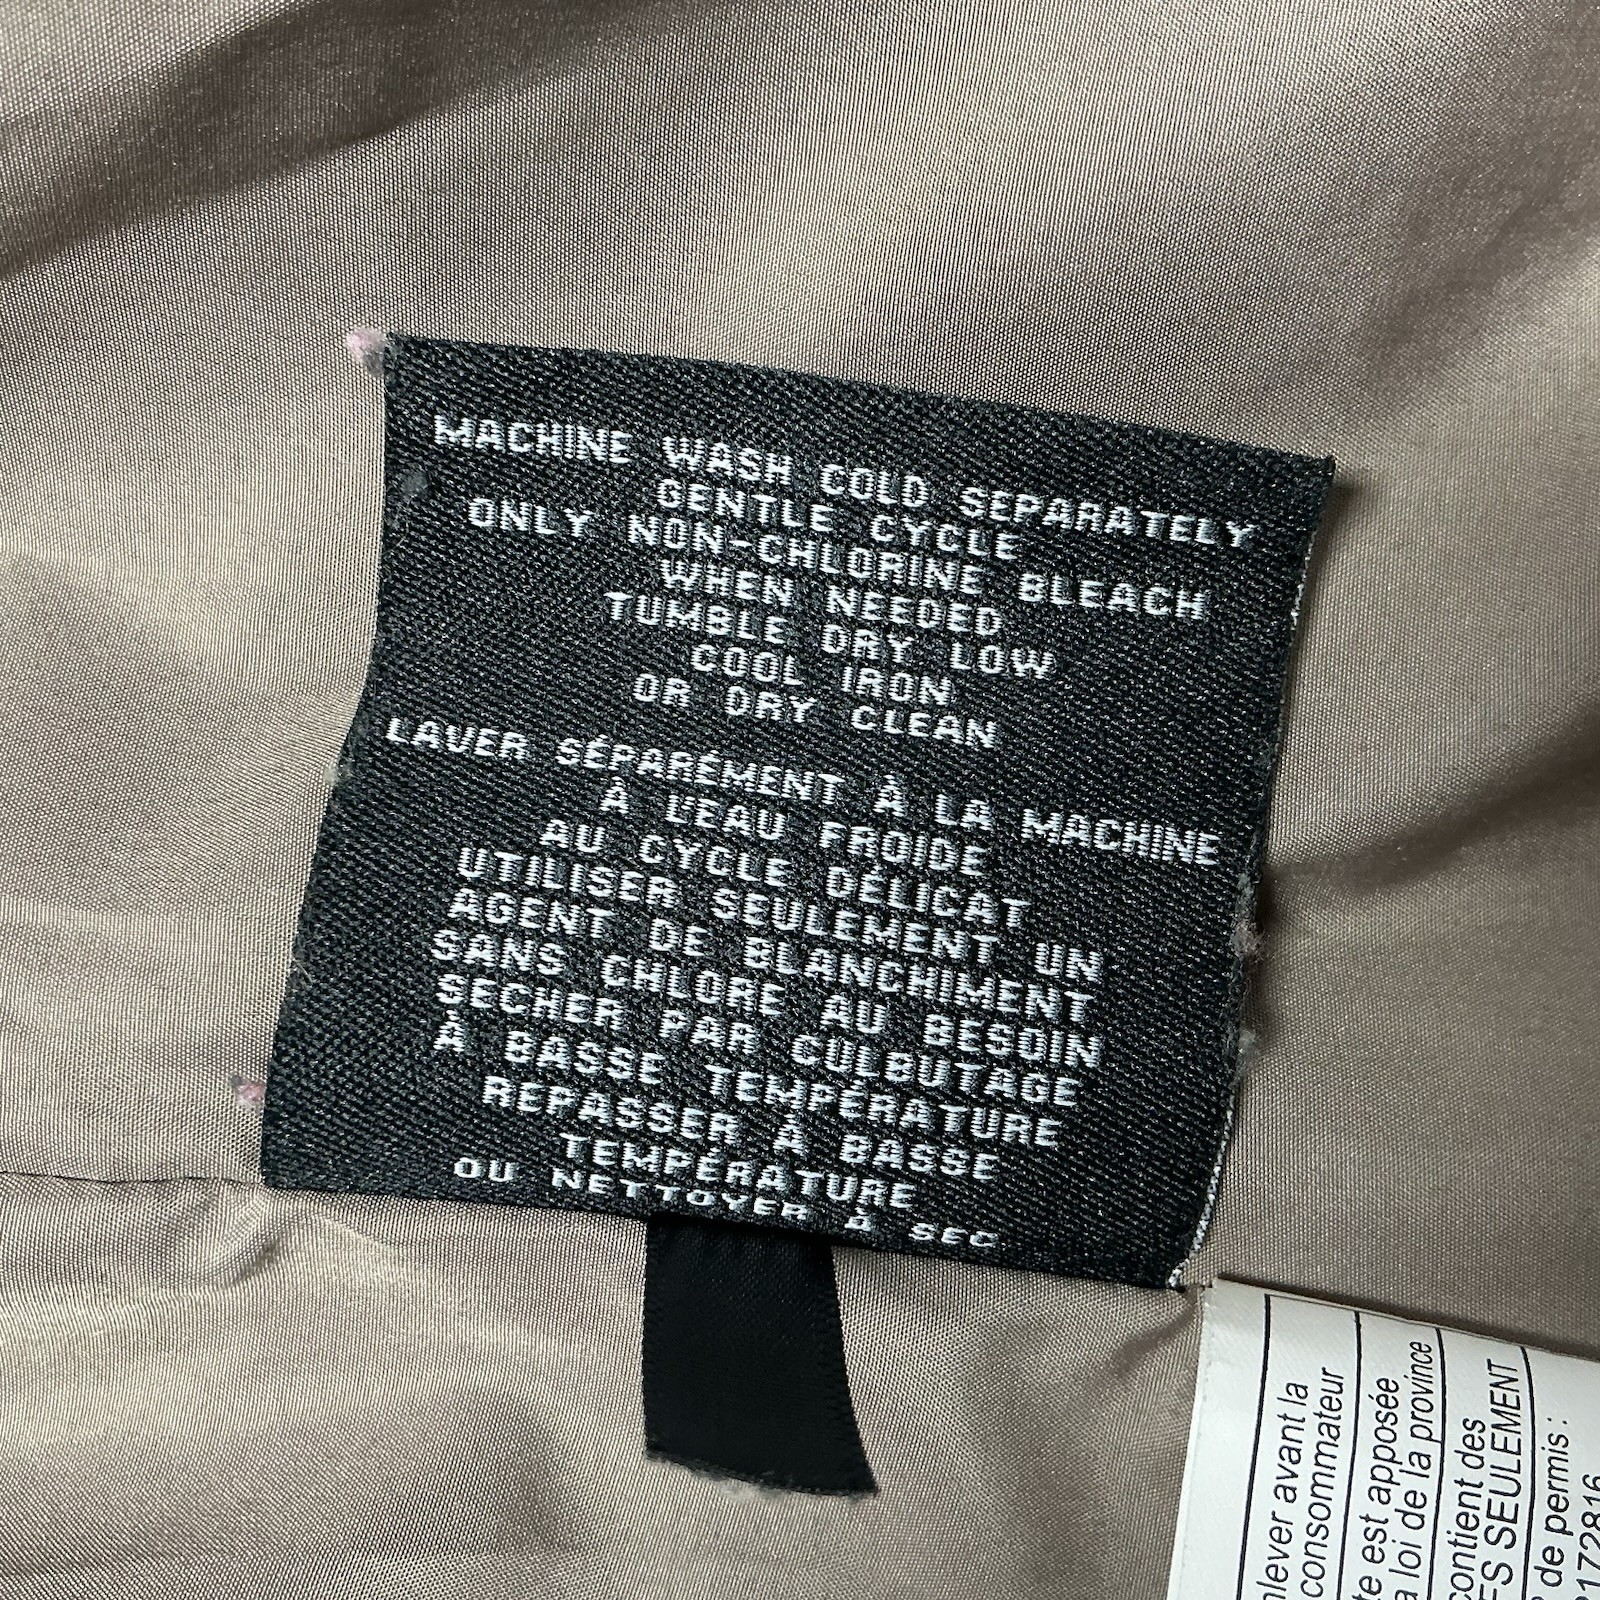 MACHINE WASH COLD SEPARATELY
GENTLE CYCLE
ONLY NON-CHLORINE BLEACH
WHEN NEEDED
TUMBLE DRY LOW
COOL IRON
OR DRY CLEAN
LAVER SÉPARÉMENT À LA MACHINE
À L'EAU FROIDE
AU CYCLE DÉLICAT
UTILISER SEULEMENT UN
AGENT DE BLANCHIMENT
SANS CHLORE AU BESOIN
SECHER PAR CULBUTAGE
À BASSE TEMPÉRATURE
REPASSER À BASSE
TEMPÉRATURE
OU NETTOYER À SEC
avant la
consommateur
est apposée
loi de la province
contient des
SEULEMENT
de permis :